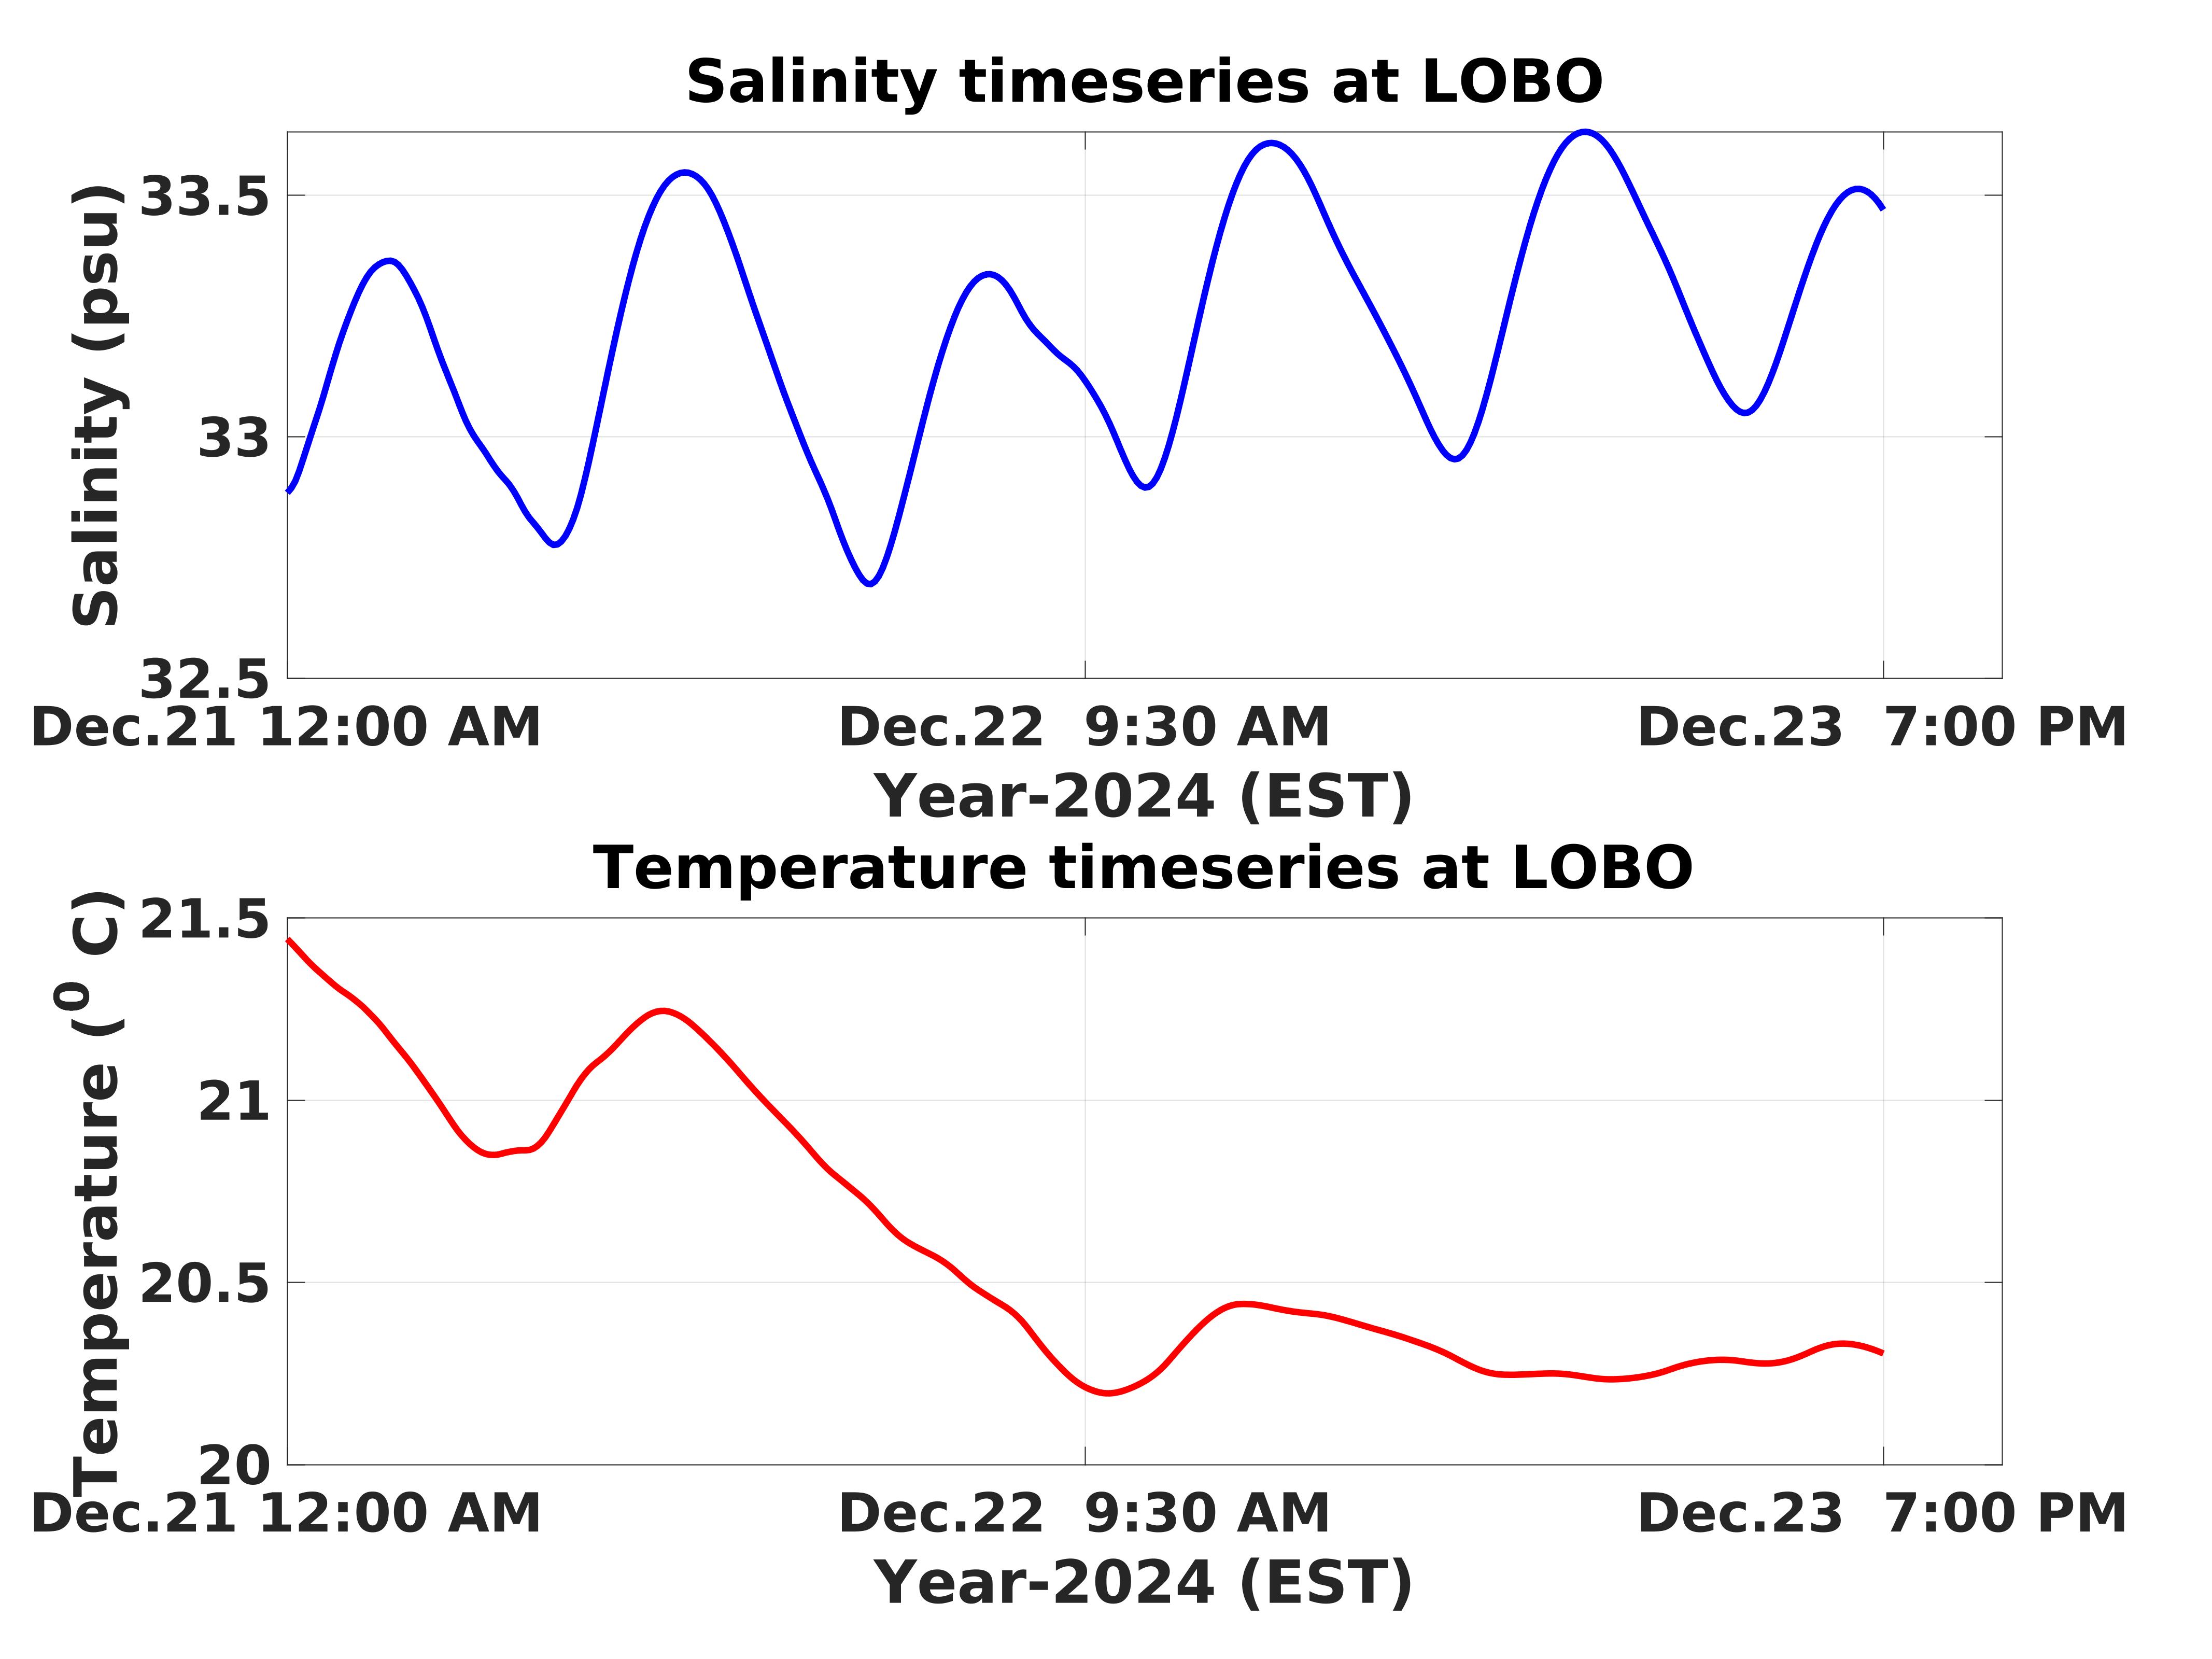 Salinity timeseries at LOBO
Salinity (psu)
33.5
33
32.5
Dec.21 12:00 AM
Dec.22  9:30 AM
Dec.23  7:00 PM
Year-2024 (EST)
Temperature timeseries at LOBO
Temperature (⁰ C)
21.5
21
20.5
20
Dec.21 12:00 AM
Dec.22  9:30 AM
Dec.23  7:00 PM
Year-2024 (EST)